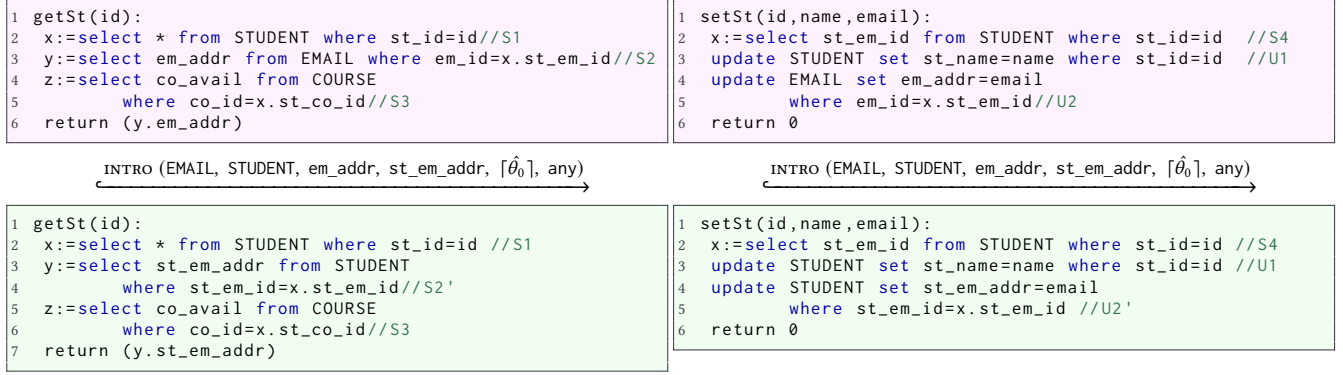 1 getSt(id):
2 x:=select * from STUDENT where st_id=id//S1
3 y:=select em_addr from EMAIL where em_id=x.st_em_id//S2
4 z:=select co_avail from COURSE
5 where co_id=x.st_co_id//S3
6 return (y.em_addr)
1 setSt(id,name,email):
2 x:=select st_em_id from STUDENT where st_id=id //S4
3 update STUDENT set st_name=name where st_id=id //U1
4 update EMAIL set em_addr=email
5 where em_id=x.st_em_id//U2
6 return 0
INTRO (EMAIL, STUDENT, em_addr, st_em_addr, ⌈θ̂₀⌉, any)
INTRO (EMAIL, STUDENT, em_addr, st_em_addr, ⌈θ̂₀⌉, any)
1 getSt(id):
2 x:=select * from STUDENT where st_id=id //S1
3 y:=select st_em_addr from STUDENT
4 where st_em_id=x.st_em_id//S2'
5 z:=select co_avail from COURSE
6 where co_id=x.st_co_id//S3
7 return (y.st_em_addr)
1 setSt(id,name,email):
2 x:=select st_em_id from STUDENT where st_id=id //S4
3 update STUDENT set st_name=name where st_id=id //U1
4 update STUDENT set st_em_addr=email
5 where st_em_id=x.st_em_id //U2'
6 return 0